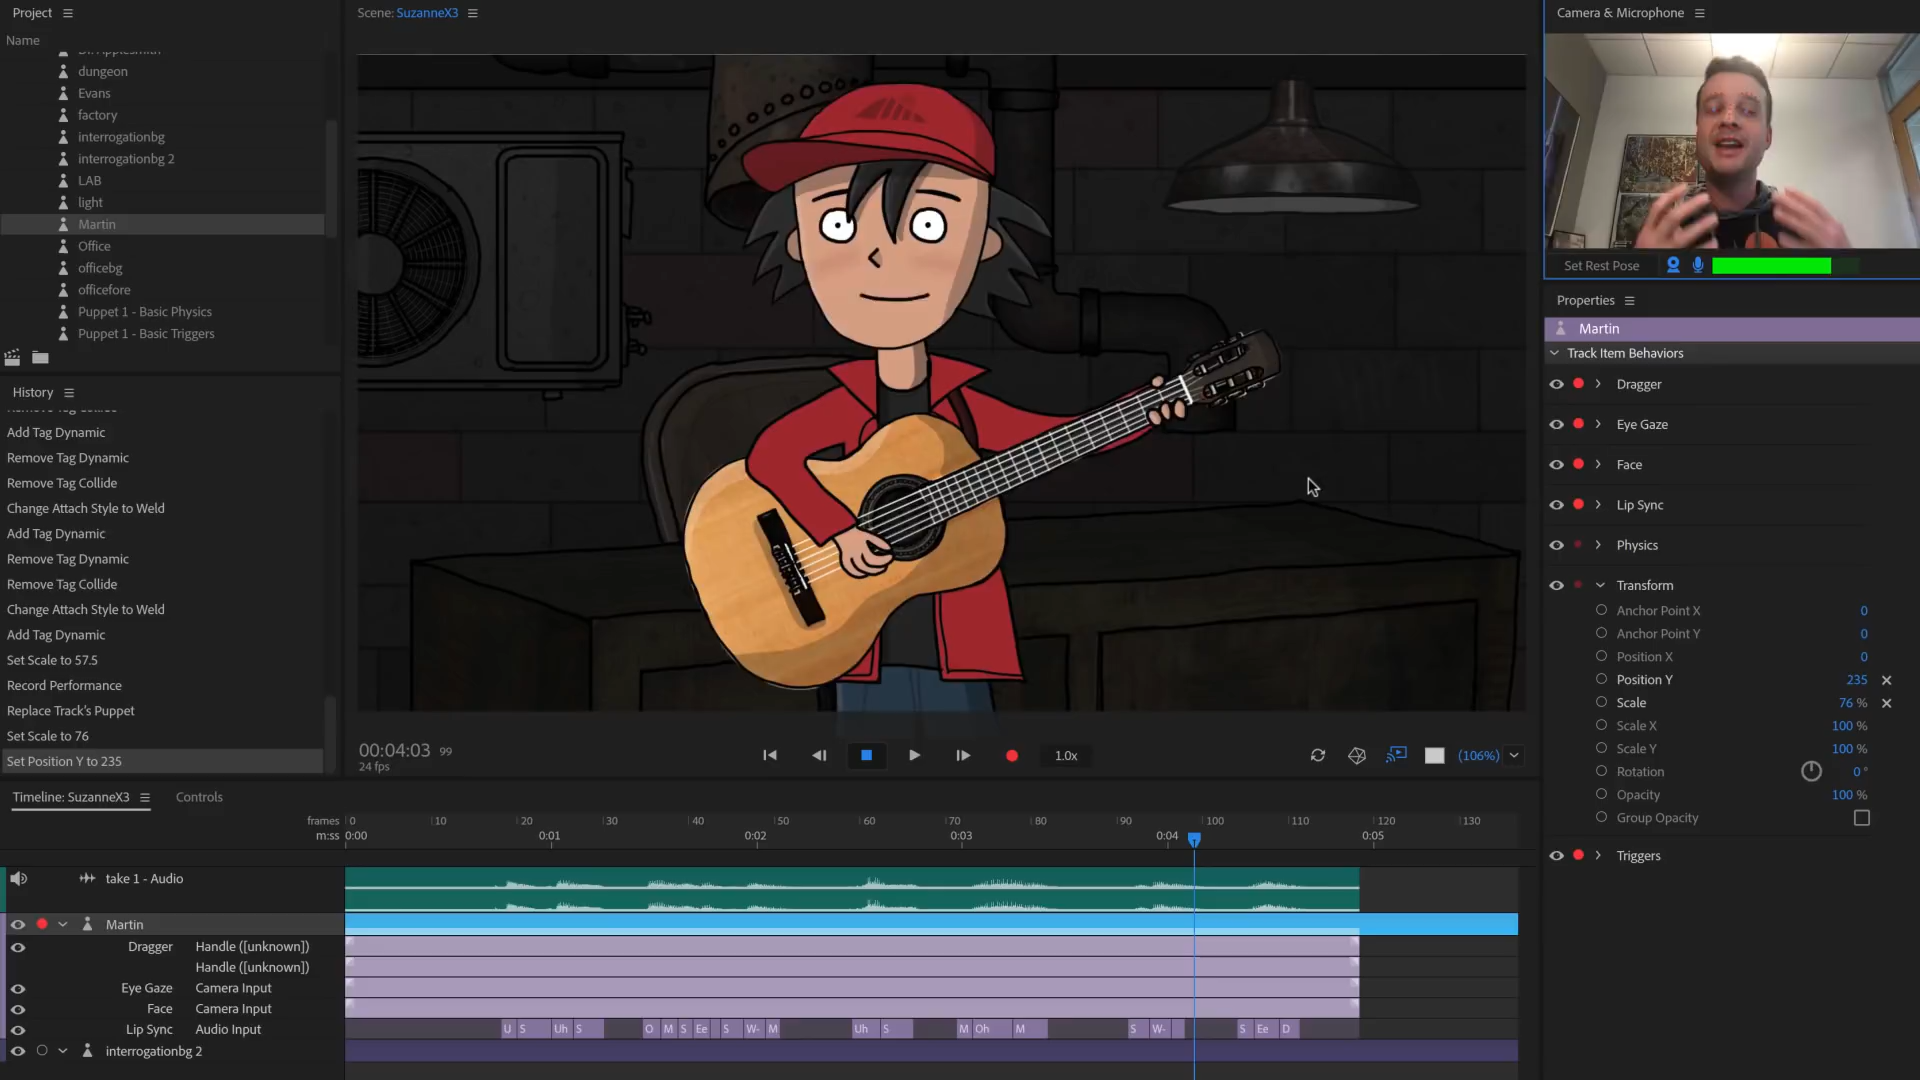 Project
Scene: SuzanneX3
Camera & Microphone
Name
Dr. Applesmith
dungeon
Evans
factory
interrogationbg
interrogationbg 2
LAB
light
Martin
Office
officebg
officefore
Puppet 1 - Basic Physics
Puppet 1 - Basic Triggers
Set Rest Pose
Properties
Martin
Track Item Behaviors
Dragger
Eye Gaze
Face
Lip Sync
Physics
Transform
Anchor Point X 0
Anchor Point Y 0
Position X 0
Position Y 235
Scale 76 %
Scale X 100 %
Scale Y 100 %
Rotation 0 °
Opacity 100 %
Group Opacity
Triggers
History
Remove Tag Collide
Add Tag Dynamic
Remove Tag Dynamic
Remove Tag Collide
Change Attach Style to Weld
Add Tag Dynamic
Remove Tag Dynamic
Remove Tag Collide
Change Attach Style to Weld
Add Tag Dynamic
Set Scale to 57.5
Record Performance
Replace Track's Puppet
Set Scale to 76
Set Position Y to 235
00:04:03 99
24 fps
1.0x
(106%)
Timeline: SuzanneX3 Controls
frames 0 10 20 30 40 50 60 70 80 90 100 110 120 130
m:ss 0:00 0:01 0:02 0:03 0:04 0:05
take 1 - Audio
Martin
Dragger Handle ([unknown])
Handle ([unknown])
Eye Gaze Camera Input
Face Camera Input
Lip Sync Audio Input U S Uh S O M S Ee S W- M Uh S M Oh M S W- S Ee D
interrogationbg 2